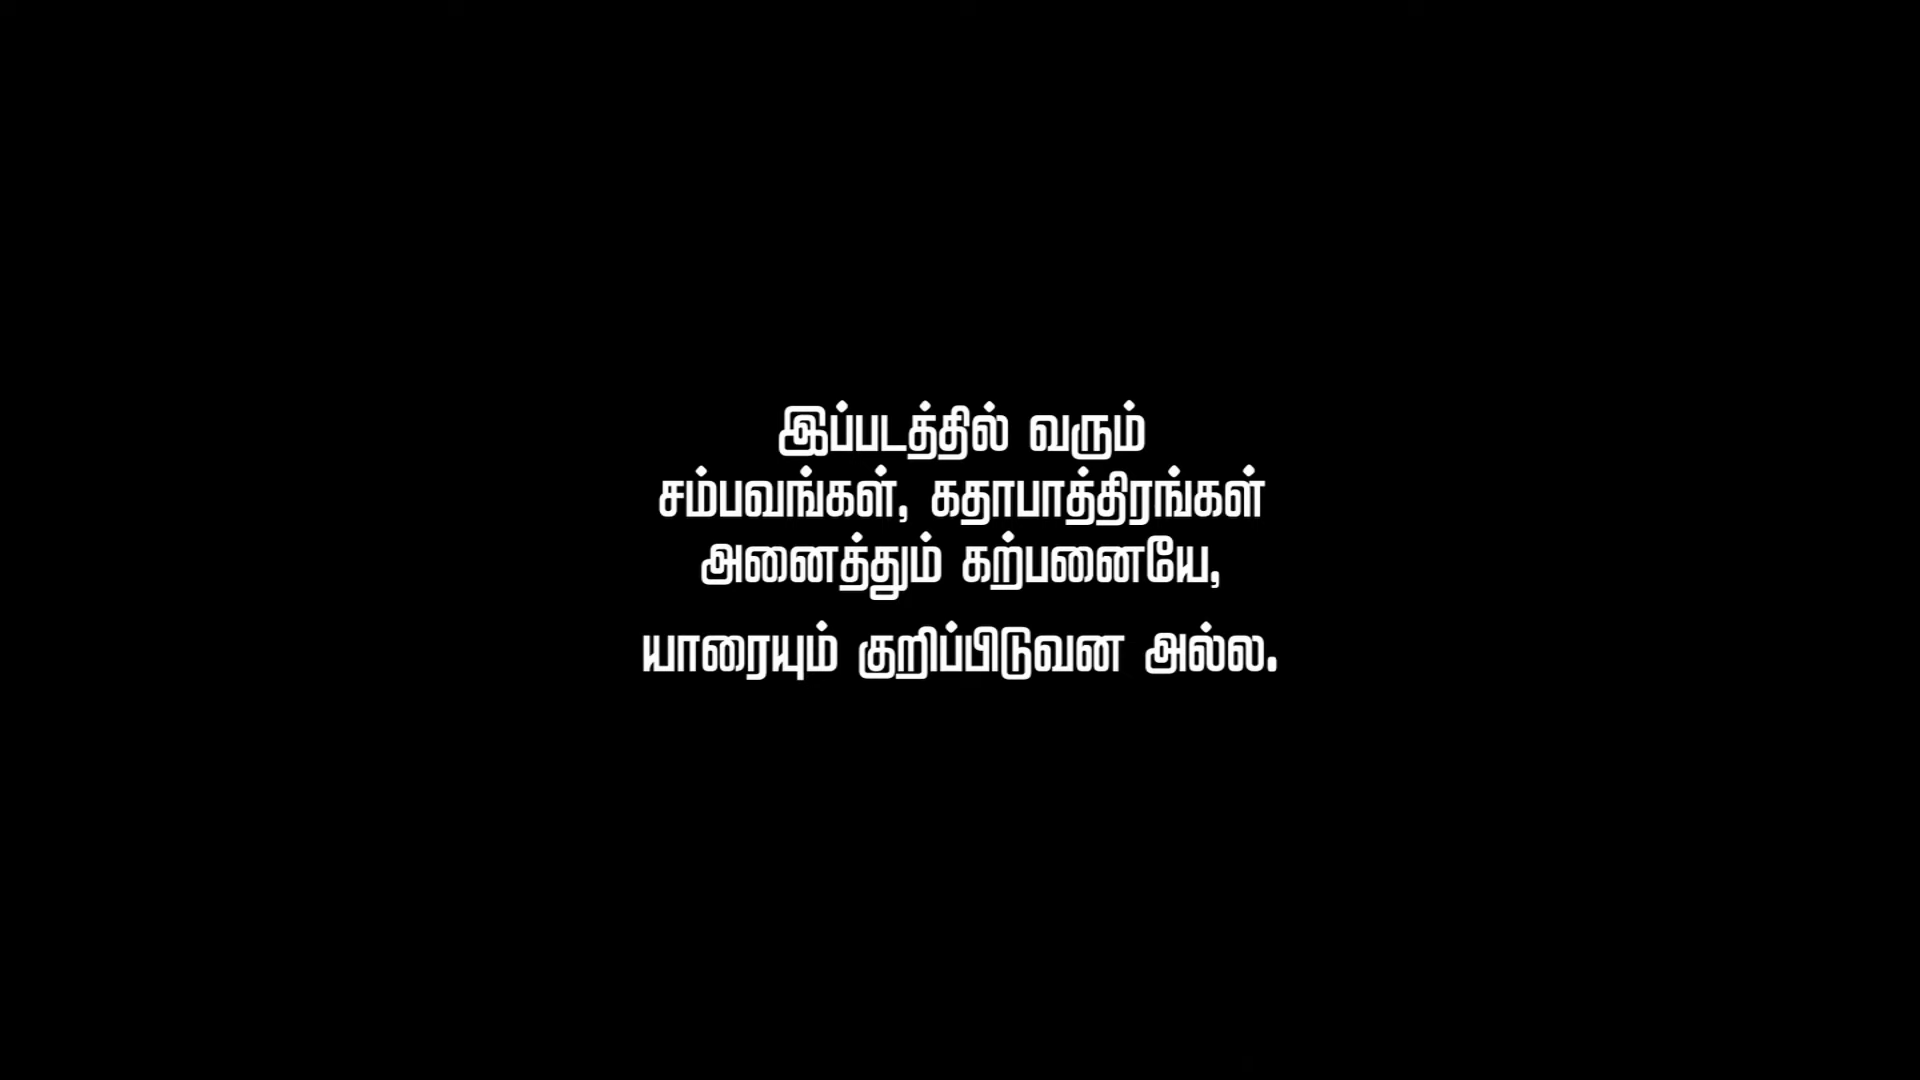 இப்படத்தில் வரும்
சம்பவங்கள், கதாபாத்திரங்கள்
அனைத்தும் கற்பனையே,
யாரையும் குறிப்பிடுவன அல்ல.